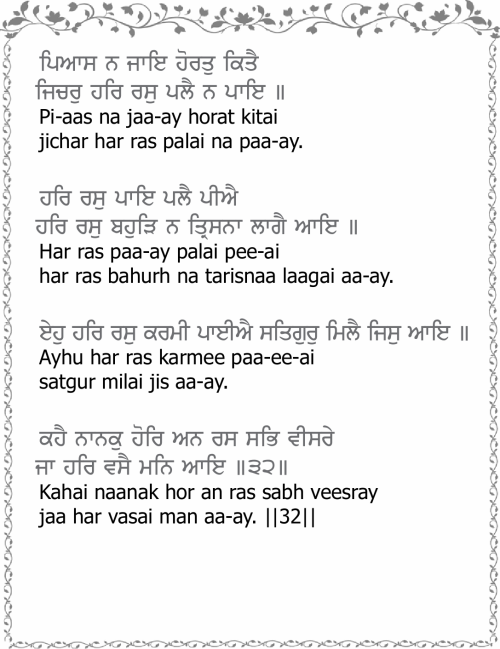 ਪਿਆਸ ਨ ਜਾਇ ਹੋਰਤੁ ਕਿਤੈ
ਜਿਚਰੁ ਹਰਿ ਰਸੁ ਪਲੈ ਨ ਪਾਇ ॥
Pi-aas na jaa-ay horat kitai
jichar har ras palai na paa-ay.
ਹਰਿ ਰਸੁ ਪਾਇ ਪਲੈ ਪੀਐ
ਹਰਿ ਰਸੁ ਬਹੁੜਿ ਨ ਤ੍ਰਿਸਨਾ ਲਾਗੈ ਆਇ ॥
Har ras paa-ay palai pee-ai
har ras bahurh na tarisnaa laagai aa-ay.
ਏਹੁ ਹਰਿ ਰਸੁ ਕਰਮੀ ਪਾਈਐ ਸਤਿਗੁਰੁ ਮਿਲੈ ਜਿਸੁ ਆਇ ॥
Ayhu har ras karmee paa-ee-ai
satgur milai jis aa-ay.
ਕਹੈ ਨਾਨਕੁ ਹੋਰਿ ਅਨ ਰਸ ਸਭਿ ਵੀਸਰੇ
ਜਾ ਹਰਿ ਵਸੈ ਮਨਿ ਆਇ ॥੩੨॥
Kahai naanak hor an ras sabh veesray
jaa har vasai man aa-ay. ||32||